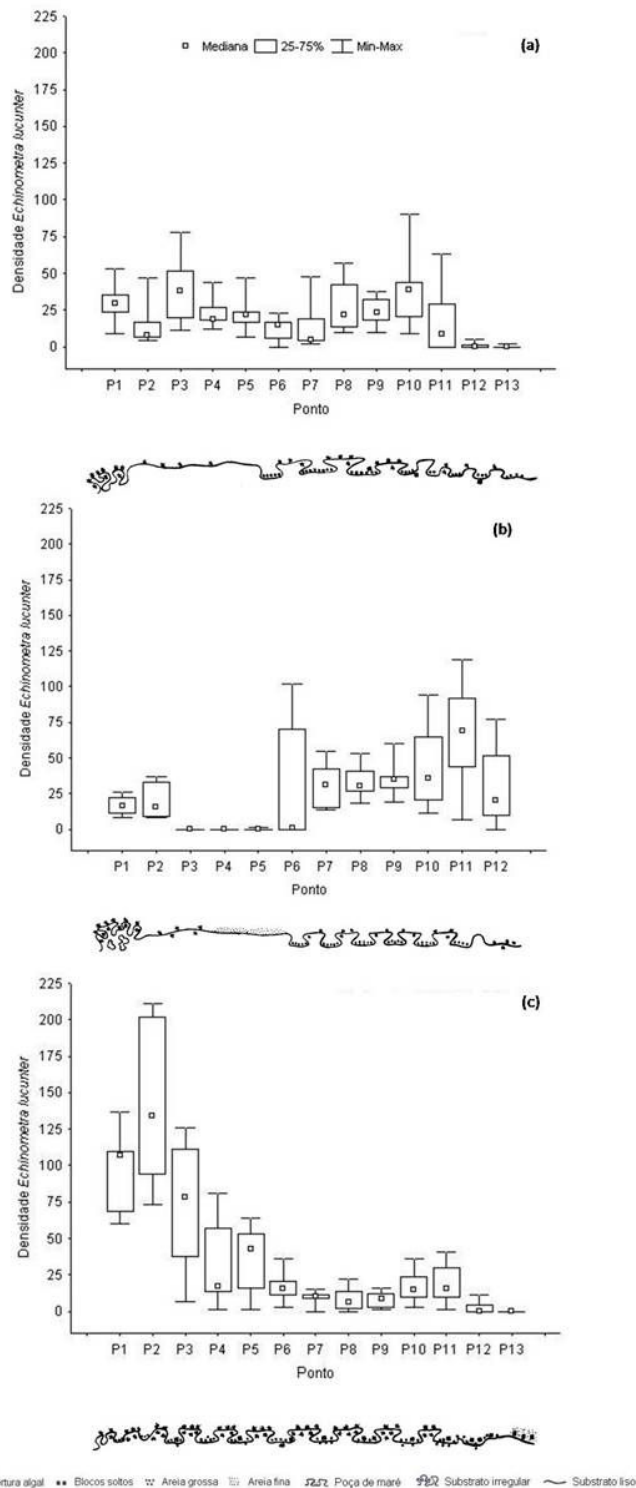 (a)
Mediana 25-75% Min-Max
Densidade Echinometra lucunter
225
200
175
150
125
100
75
50
25
0
P1 P2 P3 P4 P5 P6 P7 P8 P9 P10 P11 P12 P13
Ponto
(b)
Densidade Echinometra lucunter
225
200
175
150
125
100
75
50
25
0
P1 P2 P3 P4 P5 P6 P7 P8 P9 P10 P11 P12
Ponto
(c)
Densidade Echinometra lucunter
225
200
175
150
125
100
75
50
25
0
P1 P2 P3 P4 P5 P6 P7 P8 P9 P10 P11 P12 P13
Ponto
rtura algal Blocos soltos Areia grossa Areia fina Poça de maré Substrato irregular Substrato liso